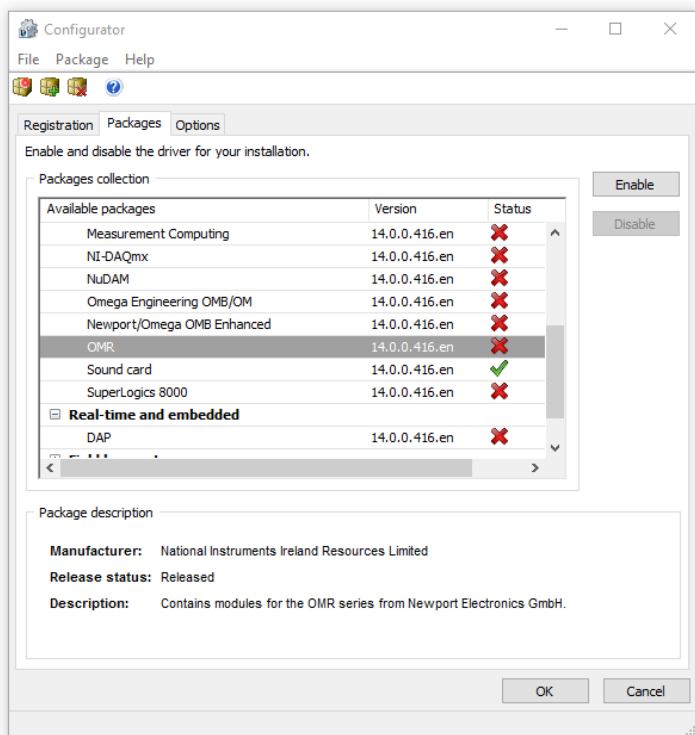 Configurator
File Package Help
Registration Packages Options
Enable and disable the driver for your installation.
Packages collection
Enable
Disable
Available packages Version Status
Measurement Computing 14.0.0.416.en
NI-DAQmx 14.0.0.416.en
NuDAM 14.0.0.416.en
Omega Engineering OMB/OM 14.0.0.416.en
Newport/Omega OMB Enhanced 14.0.0.416.en
OMR 14.0.0.416.en
Sound card 14.0.0.416.en
SuperLogics 8000 14.0.0.416.en
Real-time and embedded
DAP 14.0.0.416.en
Package description
Manufacturer: National Instruments Ireland Resources Limited
Release status: Released
Description: Contains modules for the OMR series from Newport Electronics GmbH.
OK Cancel